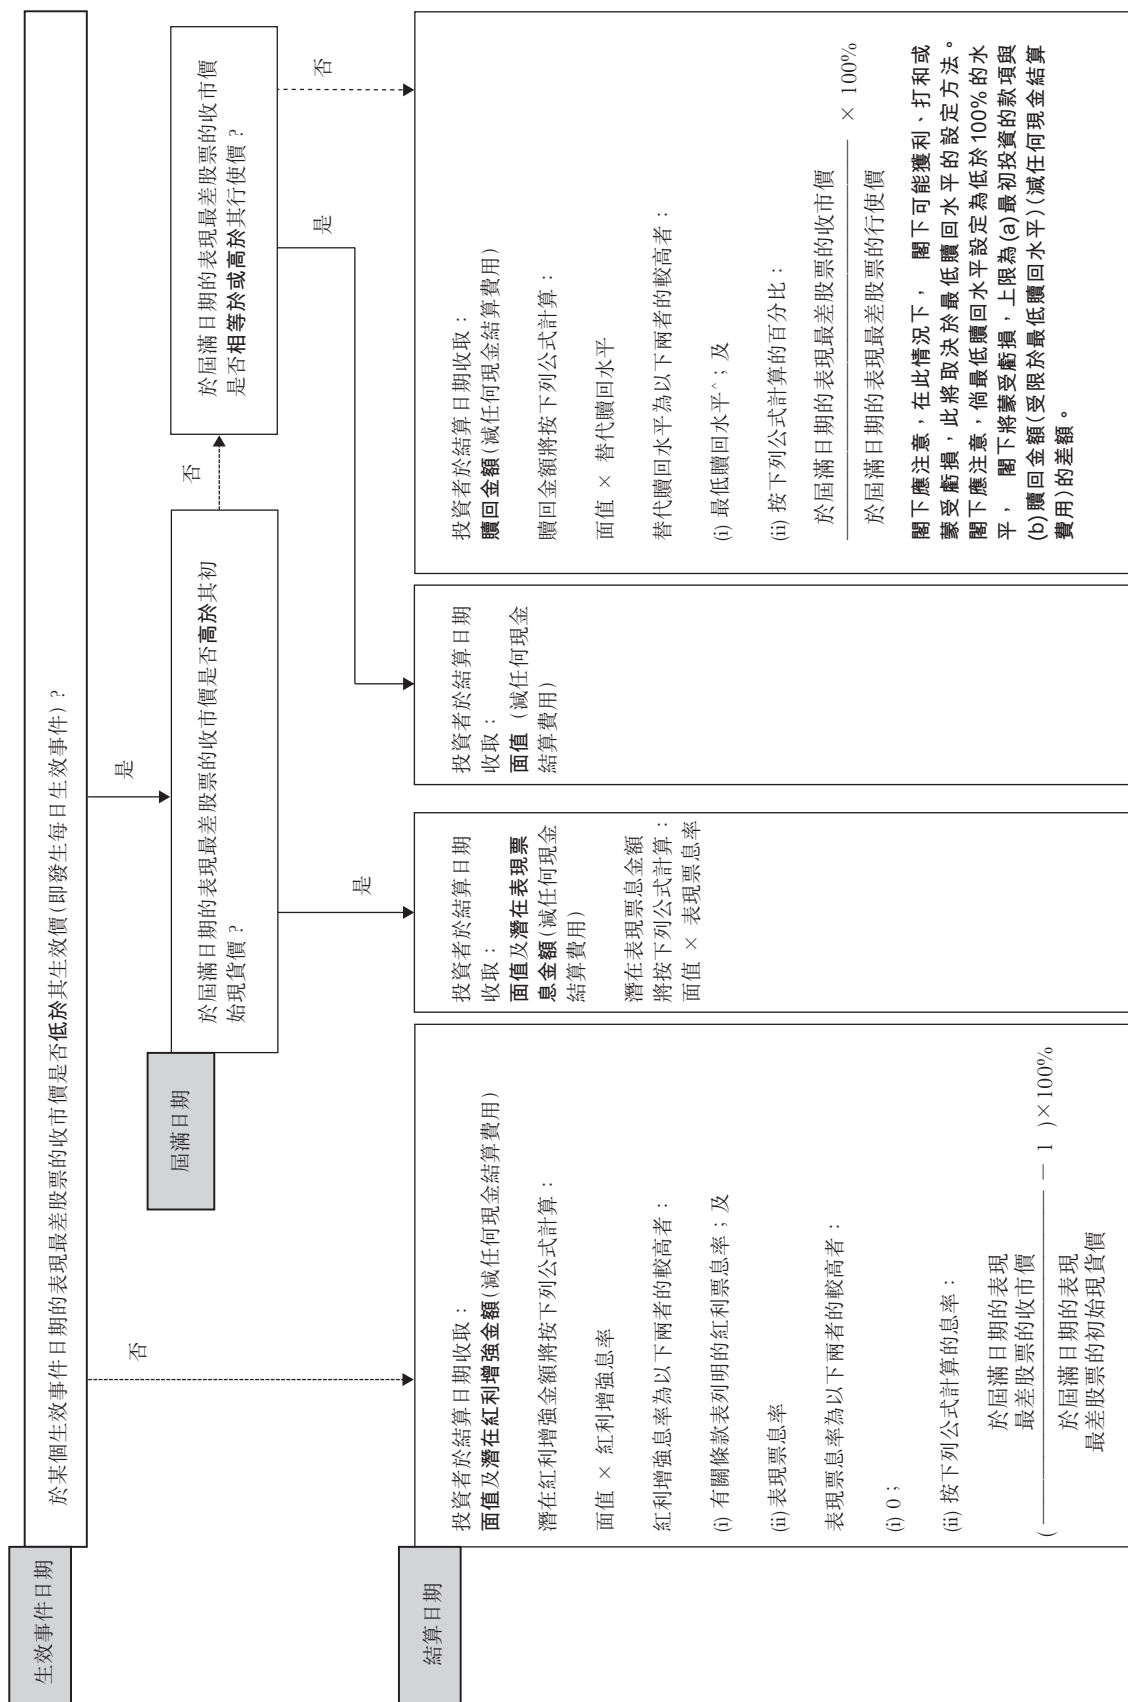 生效事件日期
於某個生效事件日期的表現最差股票的收市價是否低於其生效價(即發生每日生效事件)？
否
是
屆滿日期
於屆滿日期的表現最差股票的收市價是否高於其初
始現貨價？
是
否
於屆滿日期的表現最差股票的收市價
是否相等於或高於其行使價？
是
否
結算日期
投資者於結算日期收取：
面值及潛在紅利增強金額(減任何現金結算費用)
潛在紅利增強金額將按下列公式計算：
面值 × 紅利增強息率
紅利增強息率為以下兩者的較高者：
(i) 有關條款表列明的紅利票息率；及
(ii) 表現票息率
表現票息率為以下兩者的較高者：
(i) 0；
(ii) 按下列公式計算的息率：
於屆滿日期的表現
最差股票的收市價
( — 1 )×100%
於屆滿日期的表現
最差股票的初始現貨價
投資者於結算日期
收取：
面值及潛在表現票
息金額(減任何現金
結算費用)
潛在表現票息金額
將按下列公式計算：
面值 × 表現票息率
投資者於結算日期
收取：
面值（減任何現金
結算費用）
投資者於結算日期收取：
贖回金額(減任何現金結算費用)
贖回金額將按下列公式計算：
面值 × 替代贖回水平
替代贖回水平為以下兩者的較高者：
(i) 最低贖回水平^；及
(ii) 按下列公式計算的百分比：
於屆滿日期的表現最差股票的收市價
× 100%
於屆滿日期的表現最差股票的行使價
閣下應注意，在此情況下， 閣下可能獲利、打和或
蒙受虧損，此將取決於最低贖回水平的設定方法。
閣下應注意，倘最低贖回水平設定為低於100%的水
平， 閣下將蒙受虧損，上限為(a)最初投資的款項與
(b)贖回金額(受限於最低贖回水平)(減任何現金結算
費用)的差額。